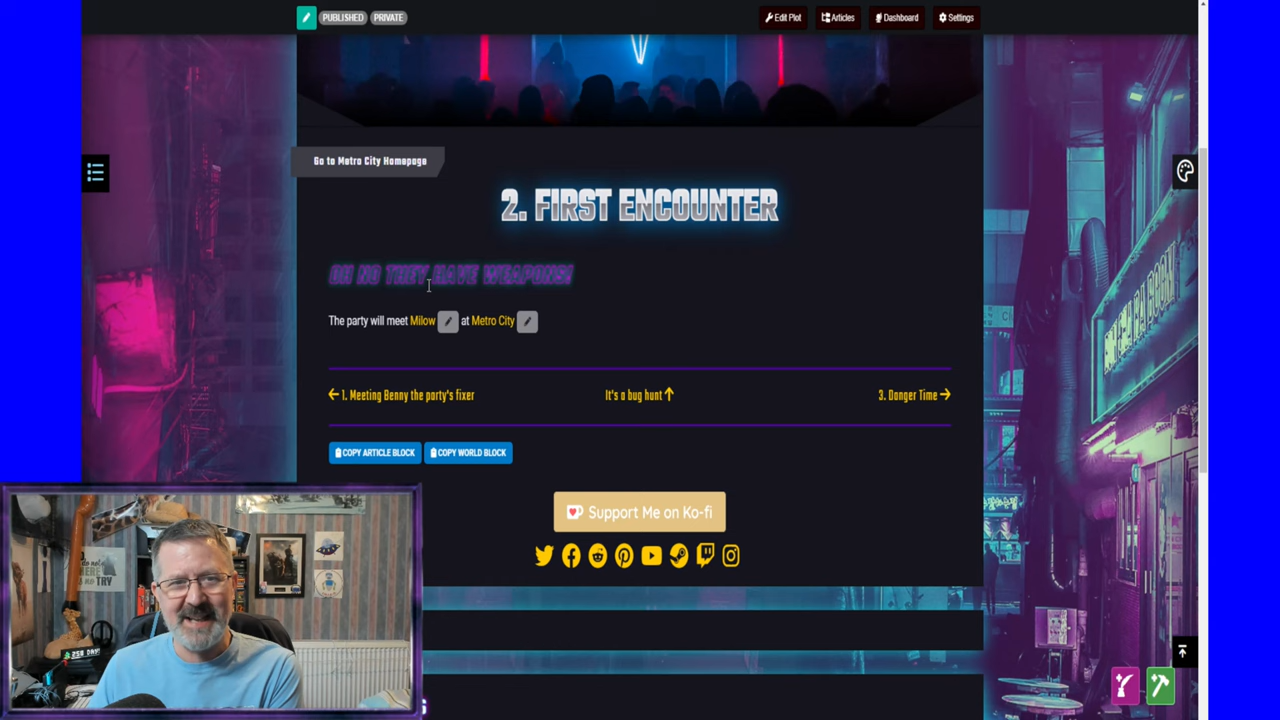 PUBLISHED PRIVATE Edit Plot Articles Dashboard Settings
Go to Metro City Homepage
2. FIRST ENCOUNTER
OH NO THEY HAVE WEAPONS!
The party will meet Milow at Metro City
1. Meeting Benny the party's fixer It's a bug hunt 3. Danger Time
COPY ARTICLE BLOCK COPY WORLD BLOCK
Support Me on Ko-fi